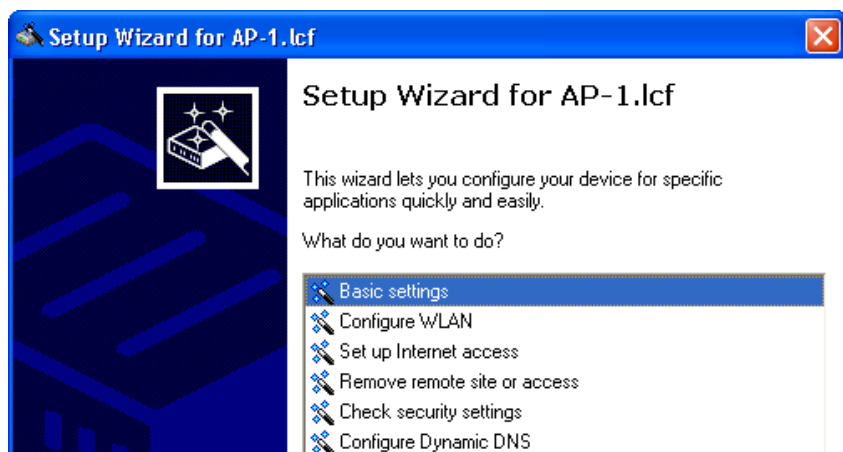 Setup Wizard for AP-1.lcf
Setup Wizard for AP-1.lcf
This wizard lets you configure your device for specific
applications quickly and easily.
What do you want to do?
Basic settings
Configure WLAN
Set up Internet access
Remove remote site or access
Check security settings
Configure Dynamic DNS